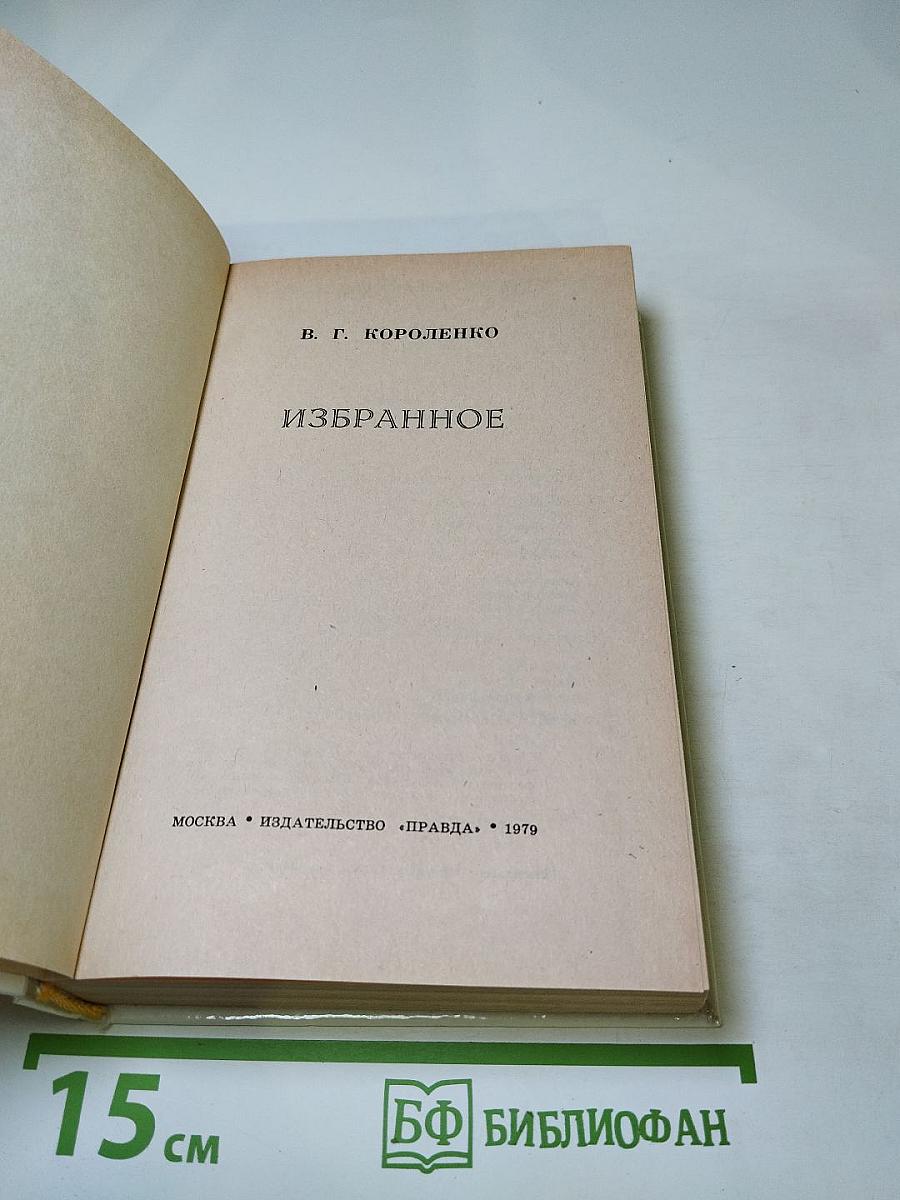 В. Г. КОРОЛЕНКО
ИЗБРАННОЕ
МОСКВА • ИЗДАТЕЛЬСТВО «ПРАВДА» • 1979
15 см
БФ БИБЛИОФАН